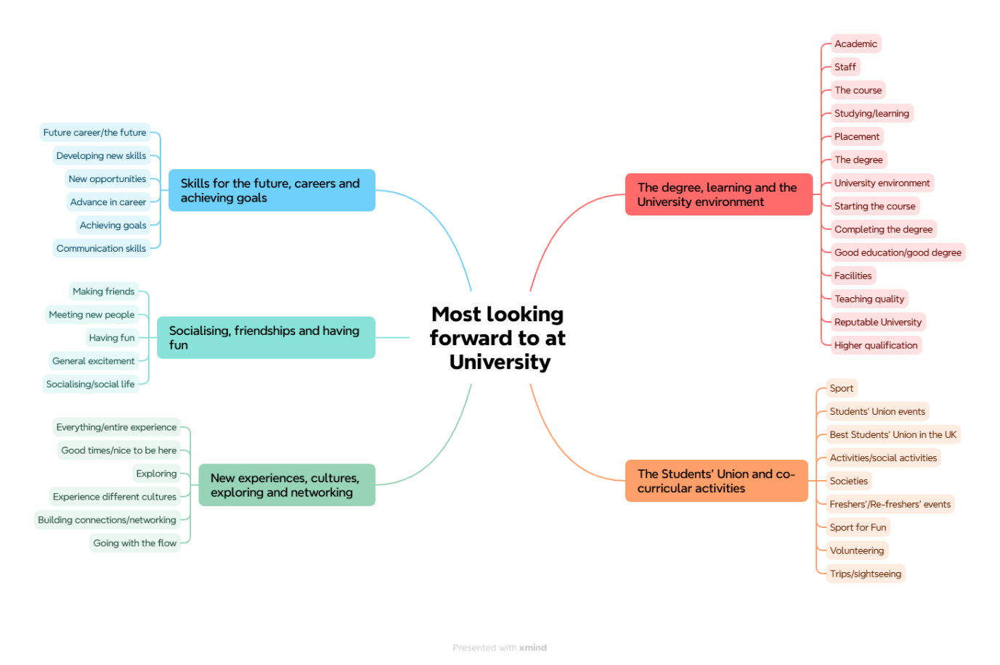 Most looking
forward to at
University
The degree, learning and the
University environment
Academic
Staff
The course
Studying/learning
Placement
The degree
University environment
Starting the course
Completing the degree
Good education/good degree
Facilities
Teaching quality
Reputable University
Higher qualification
The Students' Union and co-
curricular activities
Sport
Students' Union events
Best Students' Union in the UK
Activities/social activities
Societies
Freshers'/Re-freshers' events
Sport for Fun
Volunteering
Trips/sightseeing
Skills for the future, careers and
achieving goals
Future career/the future
Developing new skills
New opportunities
Advance in career
Achieving goals
Communication skills
Socialising, friendships and having
fun
Making friends
Meeting new people
Having fun
General excitement
Socialising/social life
New experiences, cultures,
exploring and networking
Everything/entire experience
Good times/nice to be here
Exploring
Experience different cultures
Building connections/networking
Going with the flow
Presented with xmind